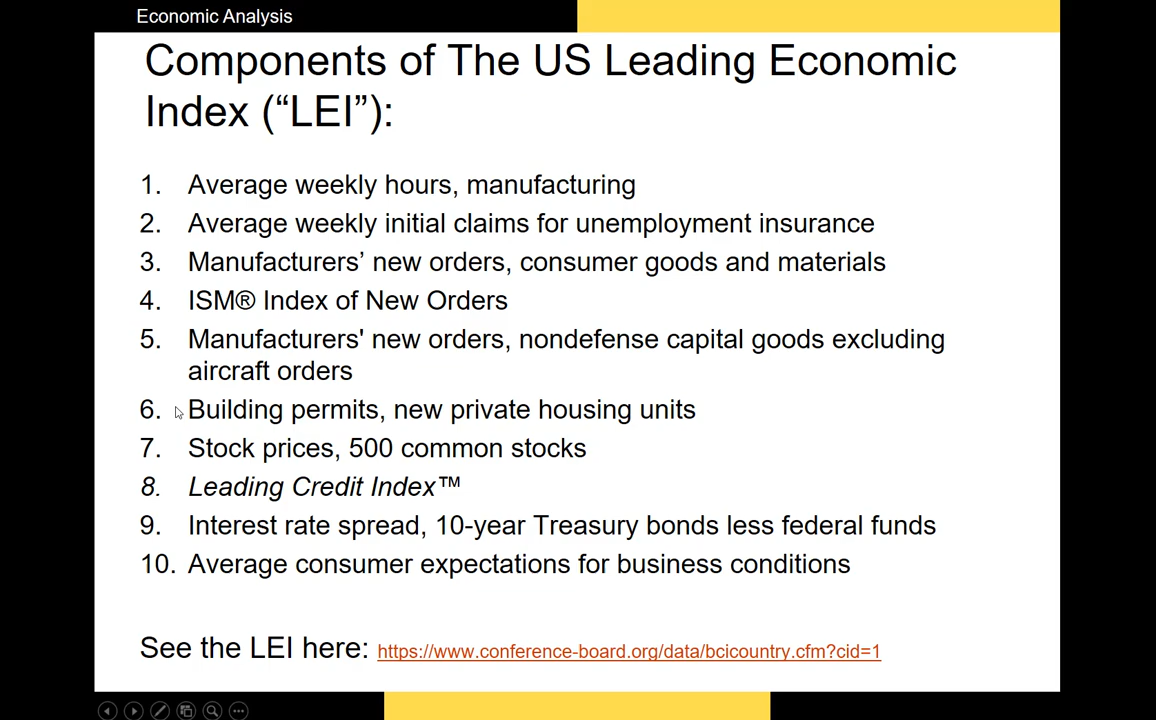 Economic Analysis
Components of The US Leading Economic
Index (“LEI”):
1. Average weekly hours, manufacturing
2. Average weekly initial claims for unemployment insurance
3. Manufacturers’ new orders, consumer goods and materials
4. ISM® Index of New Orders
5. Manufacturers' new orders, nondefense capital goods excluding
aircraft orders
6. Building permits, new private housing units
7. Stock prices, 500 common stocks
8. Leading Credit Index™
9. Interest rate spread, 10-year Treasury bonds less federal funds
10. Average consumer expectations for business conditions
See the LEI here: https://www.conference-board.org/data/bcicountry.cfm?cid=1